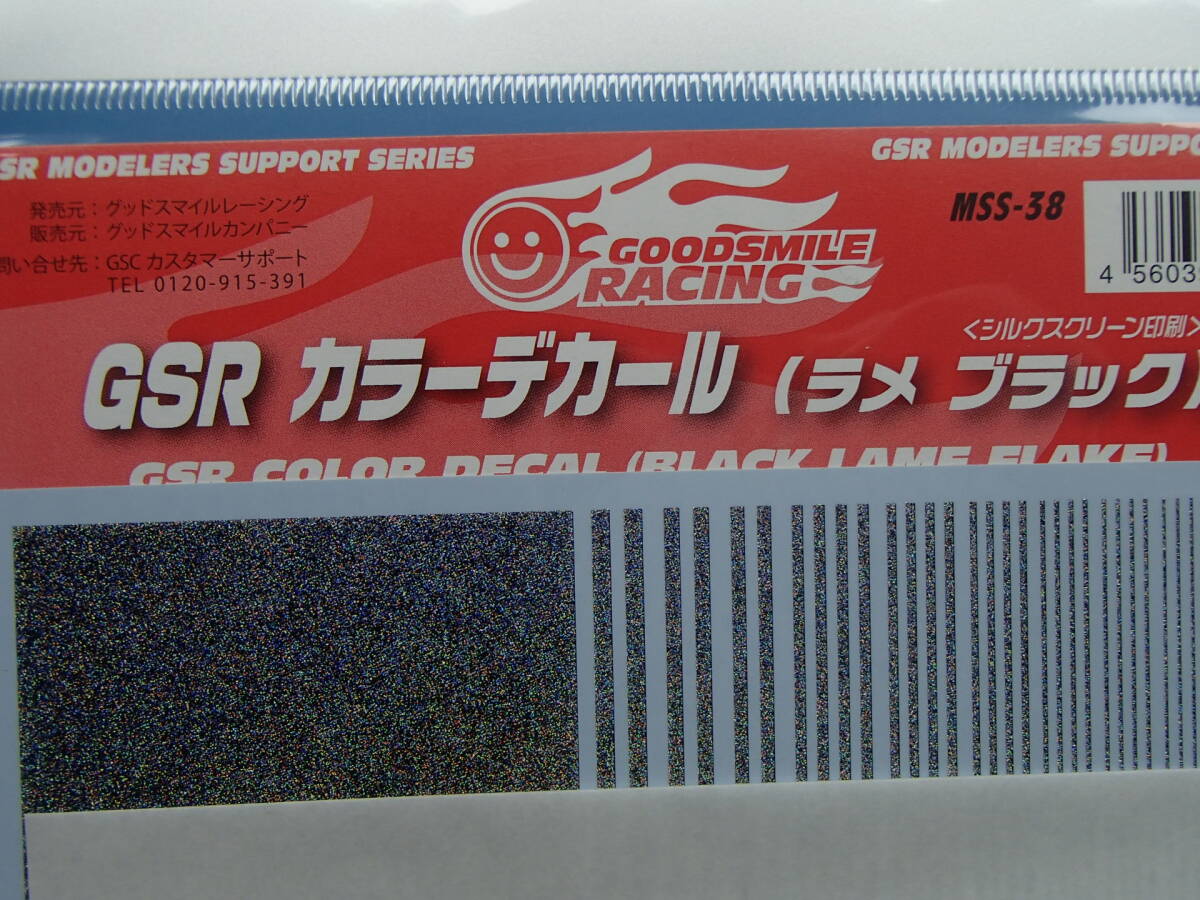 GSR MODELERS SUPPORT SERIES
GSR MODELERS SUPPO
発売元：グッドスマイルレーシング
販売元：グッドスマイルカンパニー
問い合せ先：GSC カスタマーサポート
TEL 0120-915-391
GOODSMILE
RACING
MSS-38
4 5603
<シルクスクリーン印刷>
GSR カラーデカール (ラメ ブラック)
GSR COLOR DECAL (BLACK LAME FLAKE)